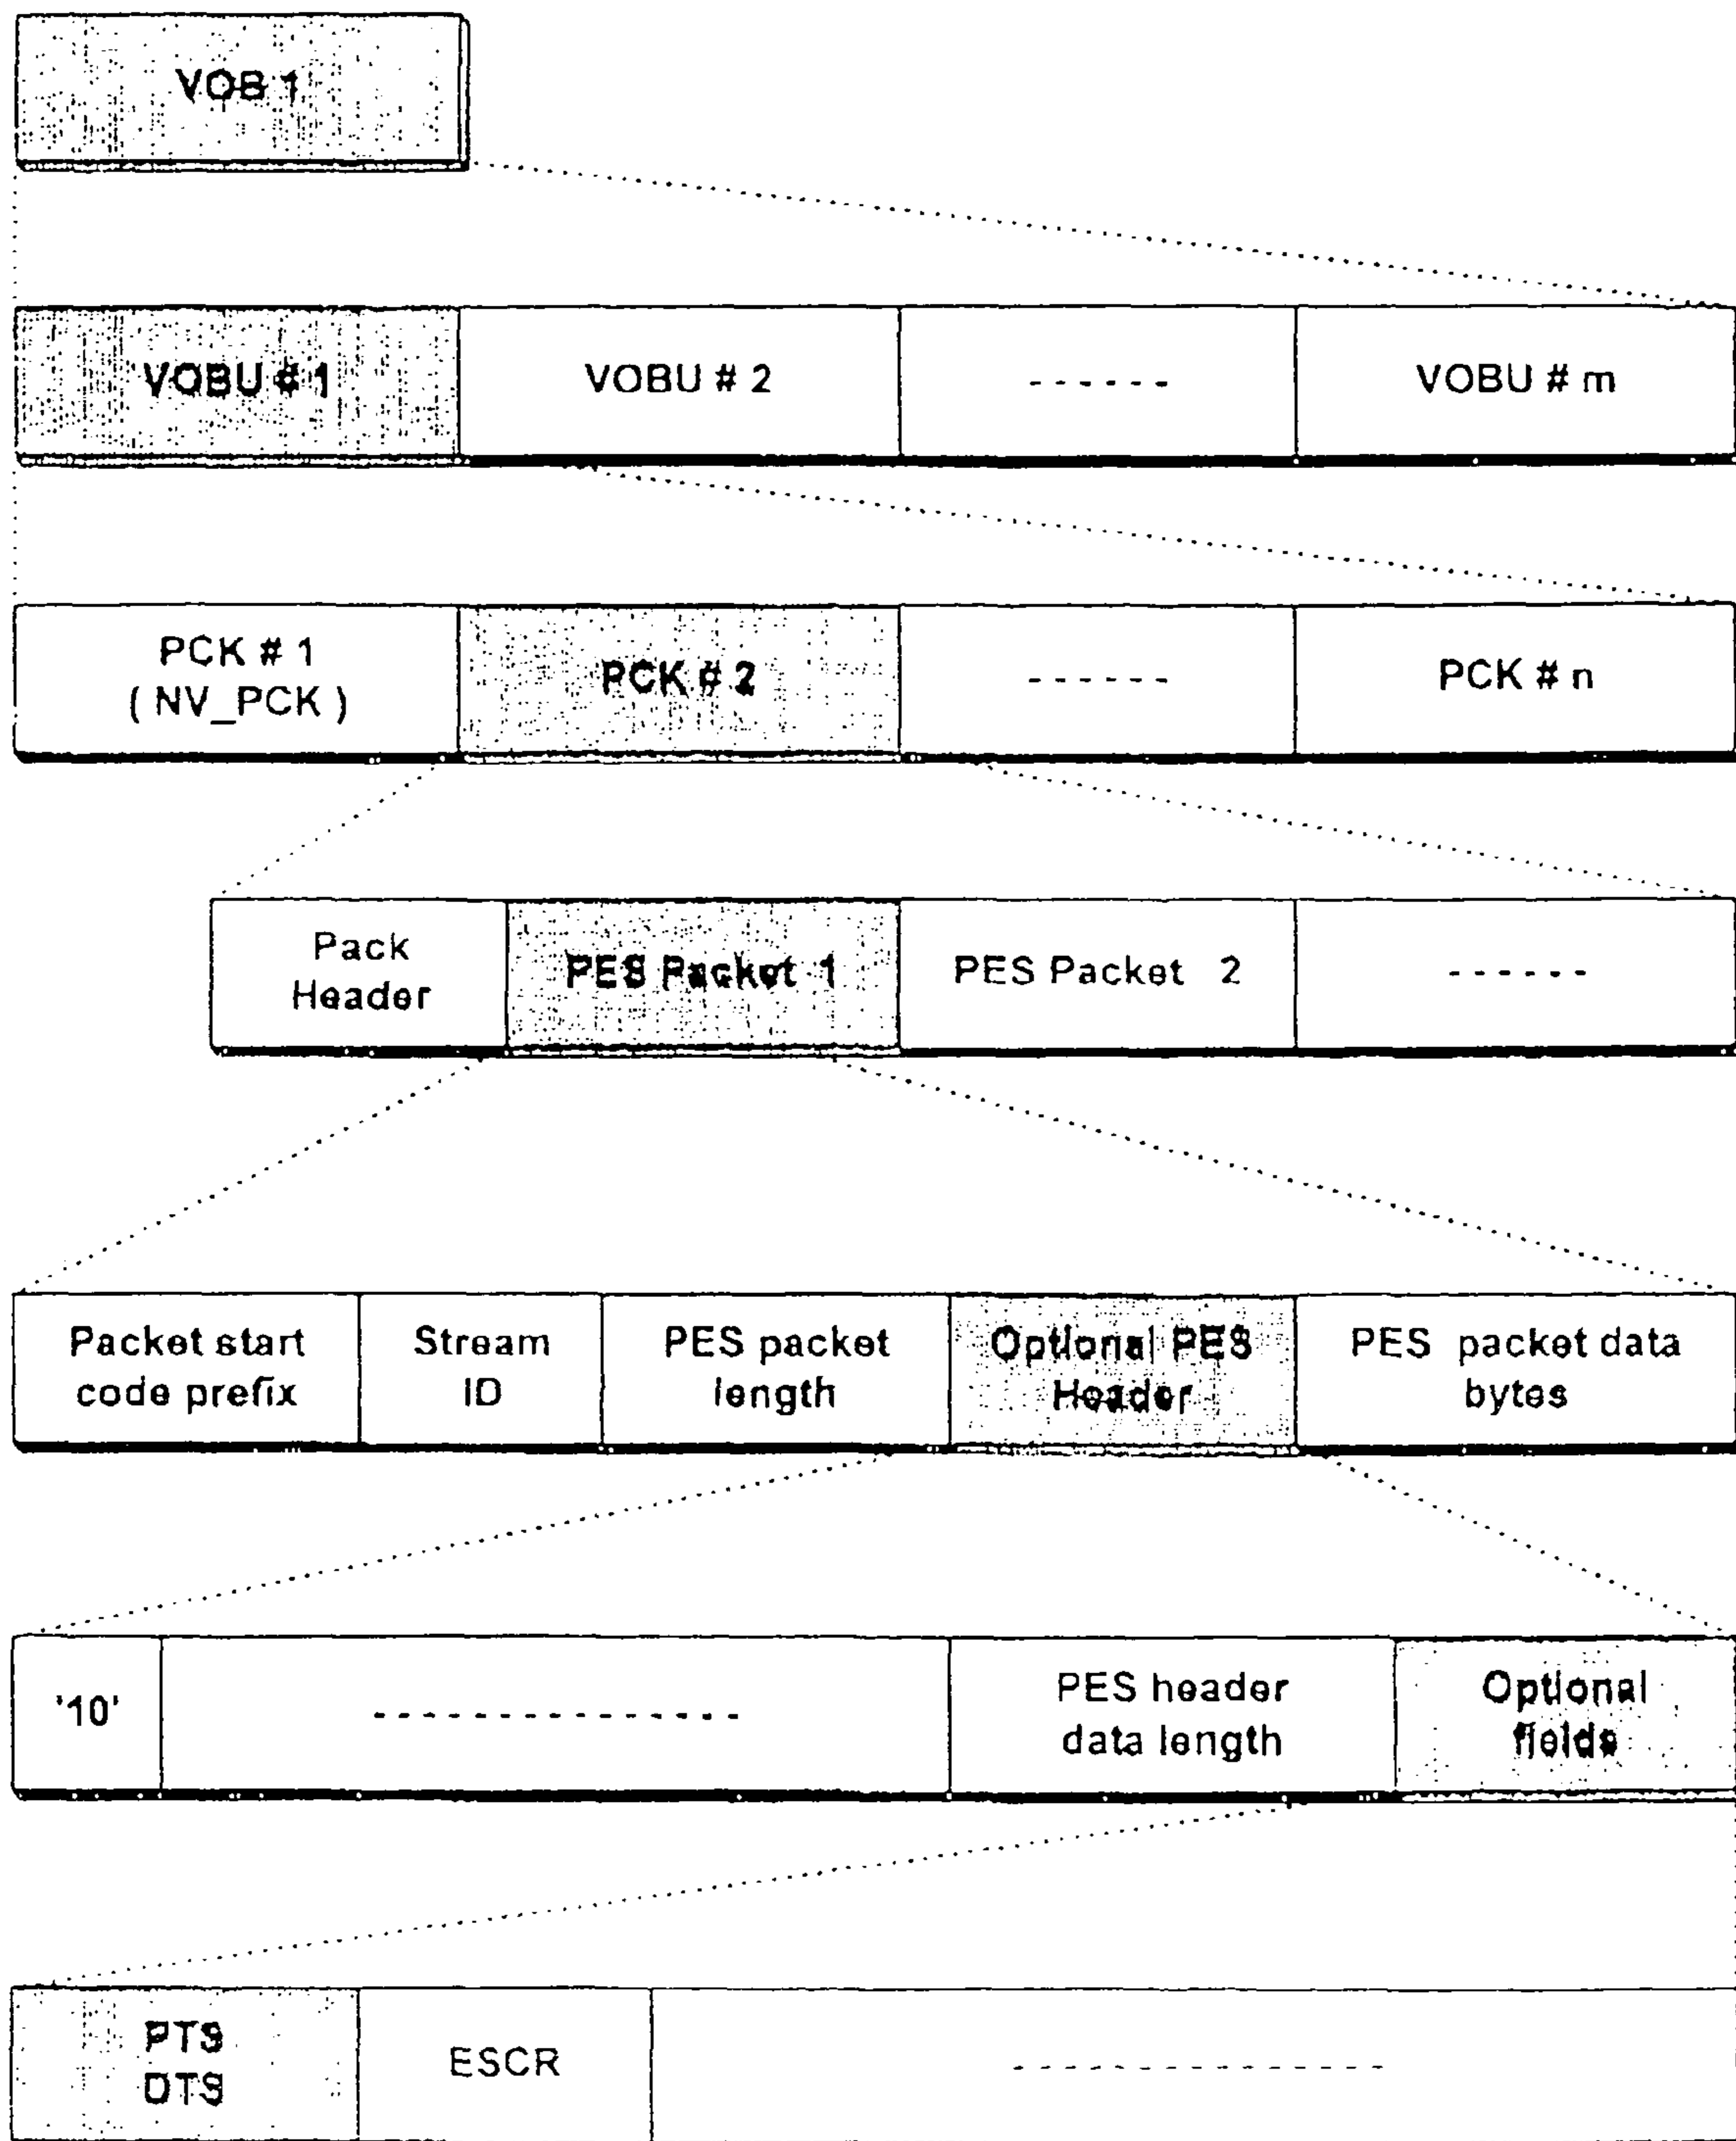 VOB 1
VOBU # 1
VOBU # 2
------
VOBU # m
PCK # 1
( NV_PCK )
PCK # 2
------
PCK # n
Pack
Header
PES Packet 1
PES Packet 2
------
Packet start
code prefix
Stream
ID
PES packet
length
Optional PES
Header
PES packet data
bytes
'10'
---------------
PES header
data length
Optional
fields
PTS
DTS
ESCR
---------------